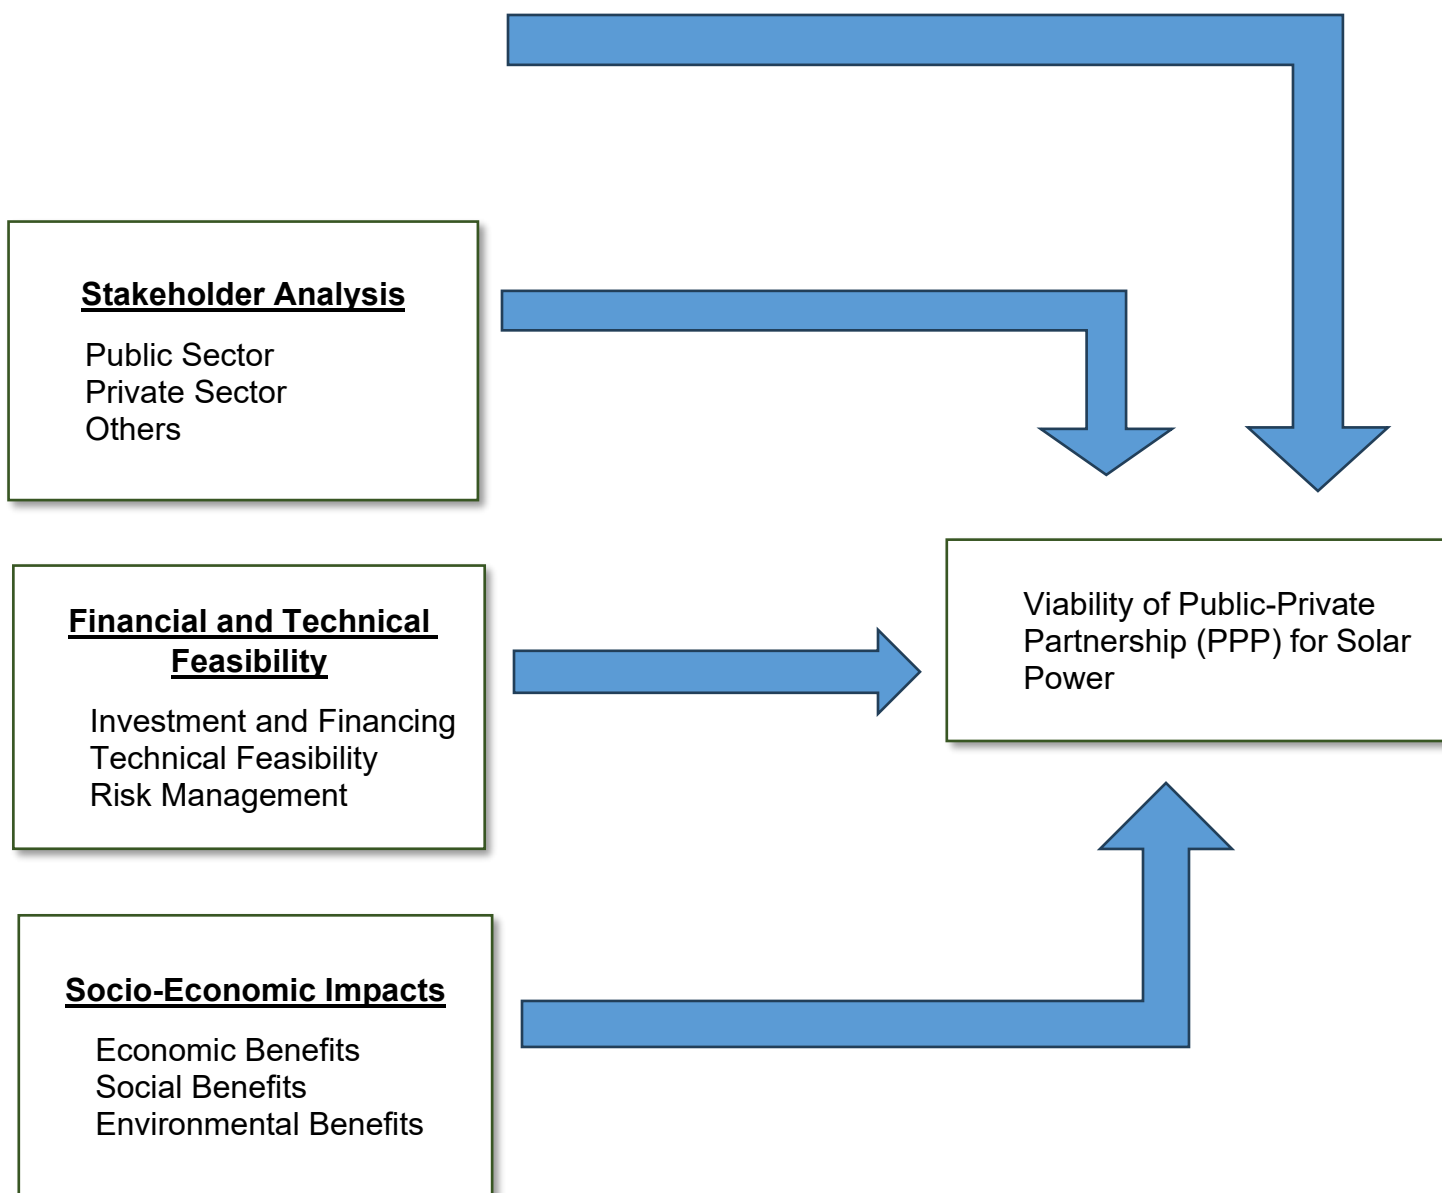 Stakeholder Analysis
Public Sector
Private Sector
Others
Financial and Technical
Feasibility
Investment and Financing
Technical Feasibility
Risk Management
Socio-Economic Impacts
Economic Benefits
Social Benefits
Environmental Benefits
Viability of Public-Private
Partnership (PPP) for Solar
Power